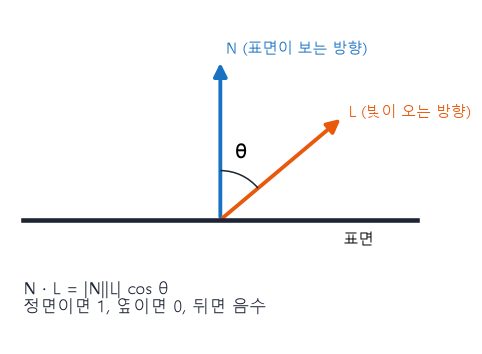 N (표면이 보는 방향)
L (빛이 오는 방향)
θ
표면
N · L = |N||L| cos θ
정면이면 1, 옆이면 0, 뒤면 음수